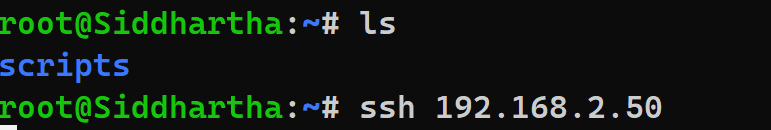 root@Siddhartha:~# ls
scripts
root@Siddhartha:~# ssh 192.168.2.50